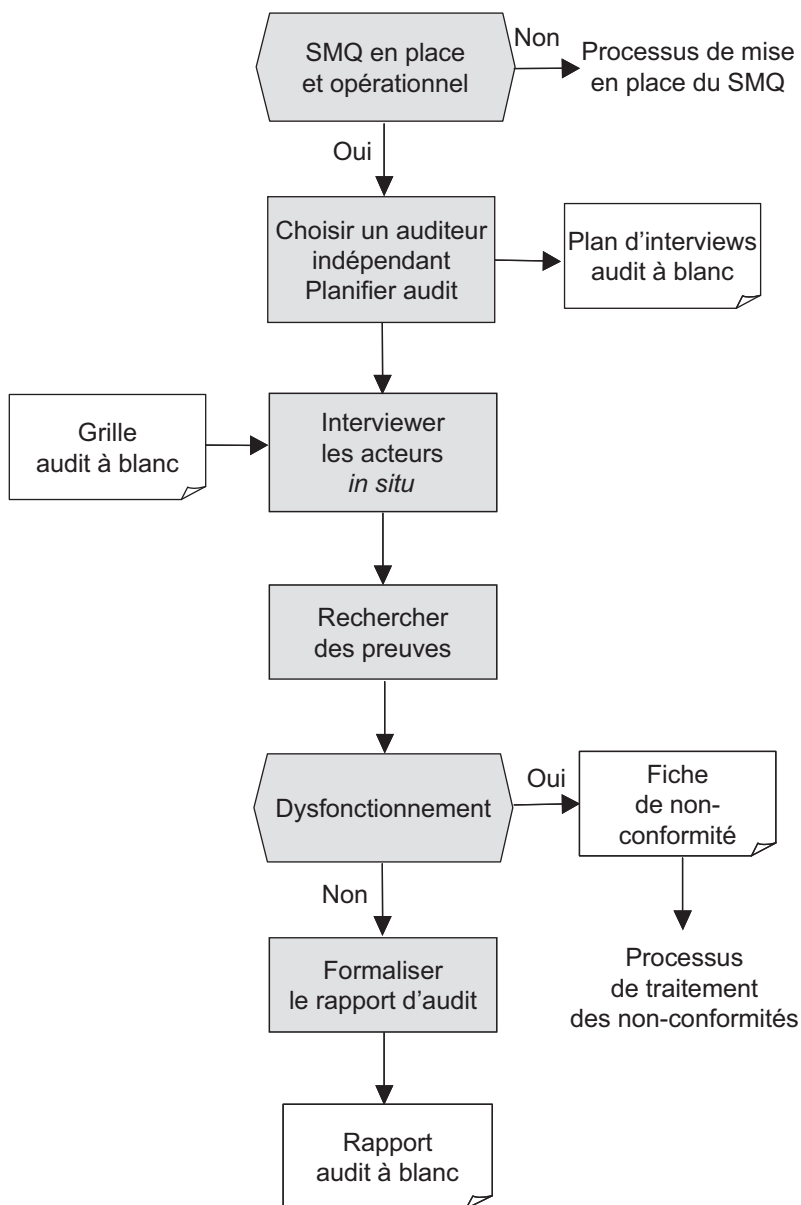 SMQ en place
et opérationnel
Non
Processus de mise
en place du SMQ
Oui
Choisir un auditeur
indépendant
Planifier audit
Plan d’interviews
audit à blanc
Grille
audit à blanc
Interviewer
les acteurs
in situ
Rechercher
des preuves
Dysfonctionnement
Oui
Fiche
de non-
conformité
Non
Processus
de traitement
des non-conformités
Formaliser
le rapport d’audit
Rapport
audit à blanc